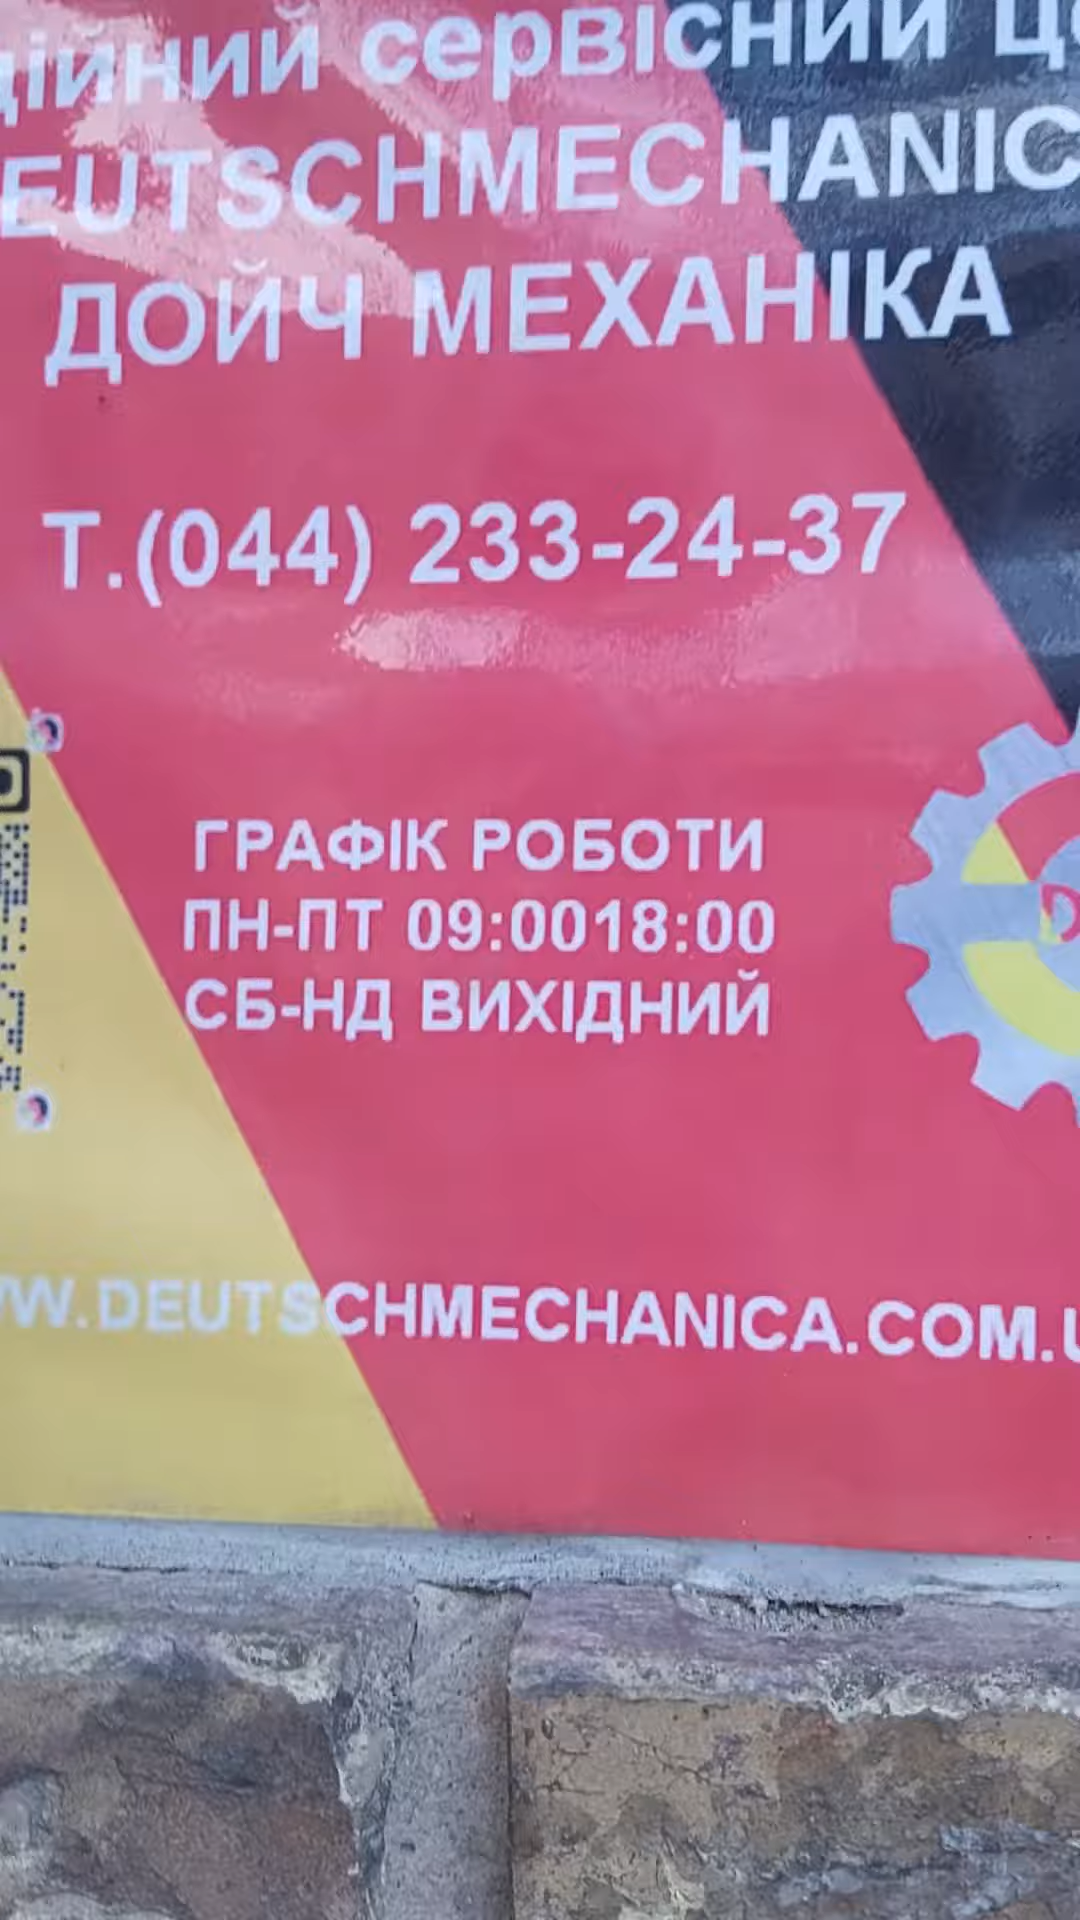 сервісний
EUTSCHMECHANIC
ДОЙЧ МЕХАНІКА
Т.(044) 233-24-37
ГРАФІК РОБОТИ
ПН-ПТ 09:0018:00
СБ-НД ВИХІДНИЙ
W.DEUTSCHMECHANICA.COM.U